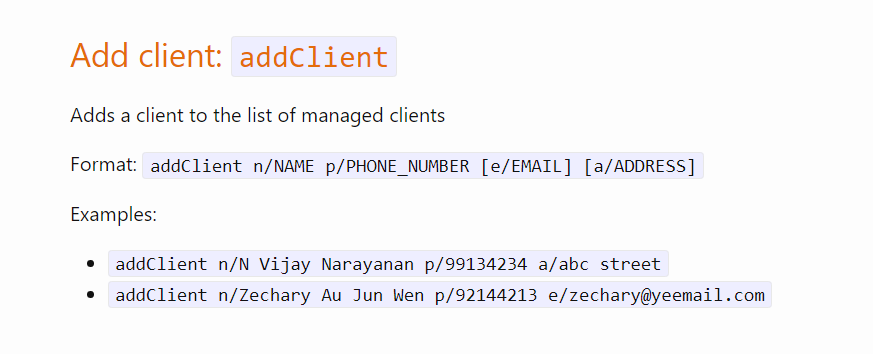 Add client: addClient
Adds a client to the list of managed clients
Format: addClient n/NAME p/PHONE_NUMBER [e/EMAIL] [a/ADDRESS]
Examples:
addClient n/N Vijay Narayanan p/99134234 a/abc street
addClient n/Zechary Au Jun Wen p/92144213 e/zechary@yeemail.com